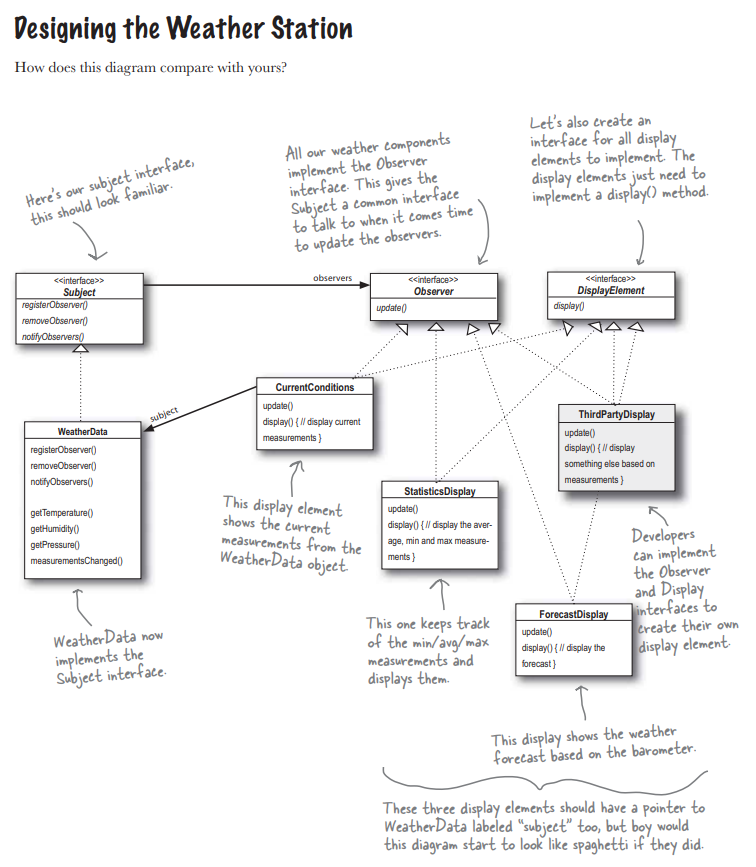 Designing the Weather Station
How does this diagram compare with yours?
Here's our subject interface,
this should look familiar.
All our weather components
implement the Observer
interface. This gives the
Subject a common interface
to talk to when it comes time
to update the observers.
Let's also create an
interface for all display
elements to implement. The
display elements just need to
implement a display() method.
<<interface>>
Subject
registerObserver()
removeObserver()
notifyObservers()
observers
<<interface>>
Observer
update()
<<interface>>
DisplayElement
display()
WeatherData
registerObserver()
removeObserver()
notifyObservers()
getTemperature()
getHumidity()
getPressure()
measurementsChanged()
subject
CurrentConditions
update()
display() { // display current
measurements }
ThirdPartyDisplay
update()
display() { // display
something else based on
measurements }
StatisticsDisplay
update()
display() { // display the aver-
age, min and max measure-
ments }
This display element
shows the current
measurements from the
WeatherData object.
Developers
can implement
the Observer
and Display
interfaces to
create their own
display element.
ForecastDisplay
update()
display() { // display the
forecast }
WeatherData now
implements the
Subject interface.
This one keeps track
of the min/avg/max
measurements and
displays them.
This display shows the weather
forecast based on the barometer.
These three display elements should have a pointer to
WeatherData labeled "subject" too, but boy would
this diagram start to look like spaghetti if they did.